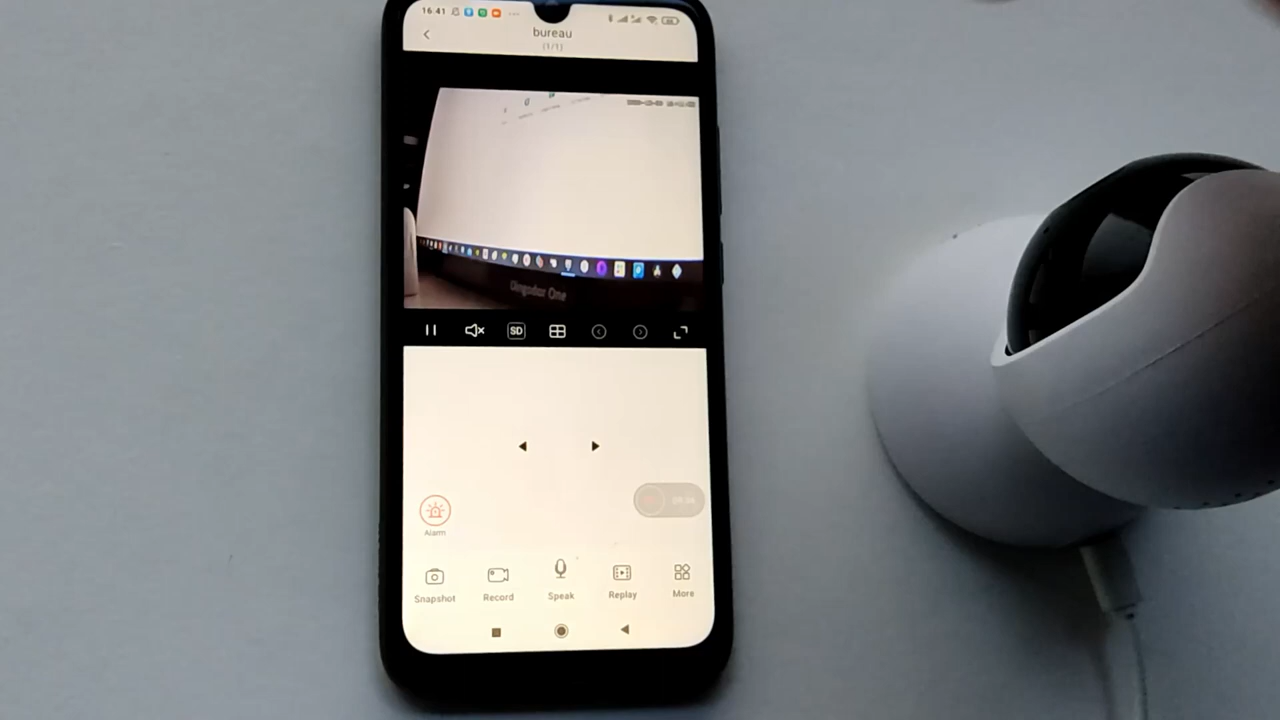 16:41
bureau
(1/1)
SD
Alarm
Snapshot
Record
Speak
Replay
More